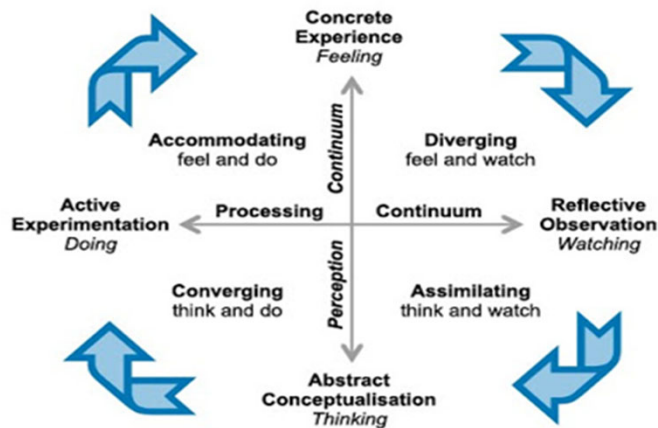 Concrete
Experience
Feeling
Continuum
Accommodating
feel and do
Diverging
feel and watch
Active
Experimentation
Doing
Processing
Continuum
Reflective
Observation
Watching
Perception
Converging
think and do
Assimilating
think and watch
Abstract
Conceptualisation
Thinking